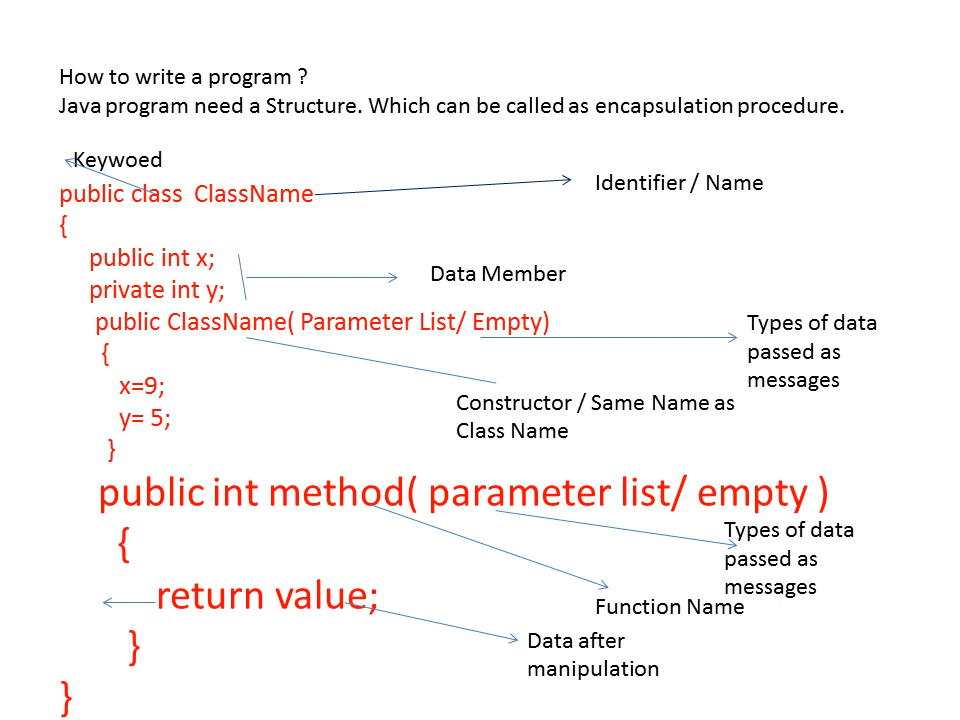 How to write a program ?
Java program need a Structure. Which can be called as encapsulation procedure.
Keywoed
public class  ClassName
Identifier / Name
{
public int x;
Data Member
private int y;
public ClassName( Parameter List/ Empty)
Types of data
passed as
messages
{
x=9;
Constructor / Same Name as
Class Name
y= 5;
}
public int method( parameter list/ empty )
Types of data
passed as
messages
{
return value;
Function Name
Data after
manipulation
}
}